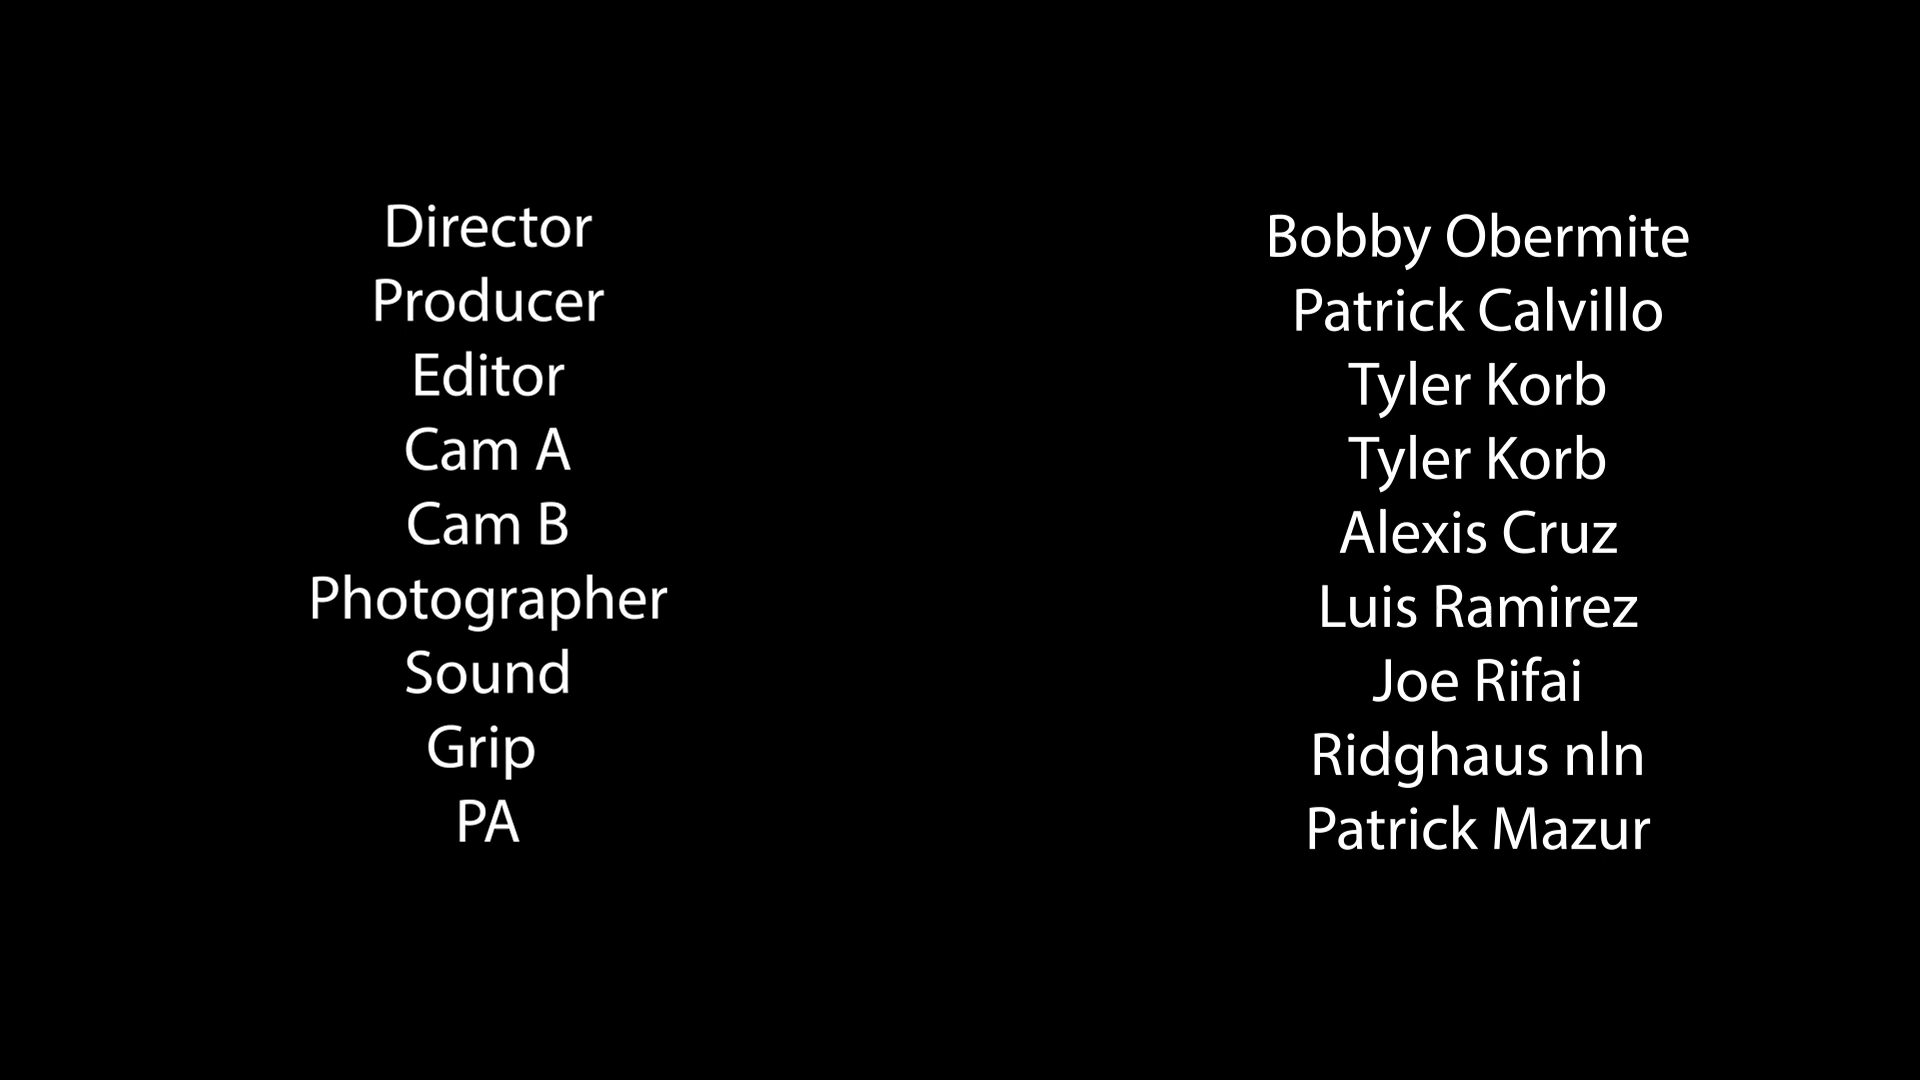 Director
Producer
Editor
Cam A
Cam B
Photographer
Sound
Grip
PA
Bobby Obermite
Patrick Calvillo
Tyler Korb
Tyler Korb
Alexis Cruz
Luis Ramirez
Joe Rifai
Ridghaus nln
Patrick Mazur